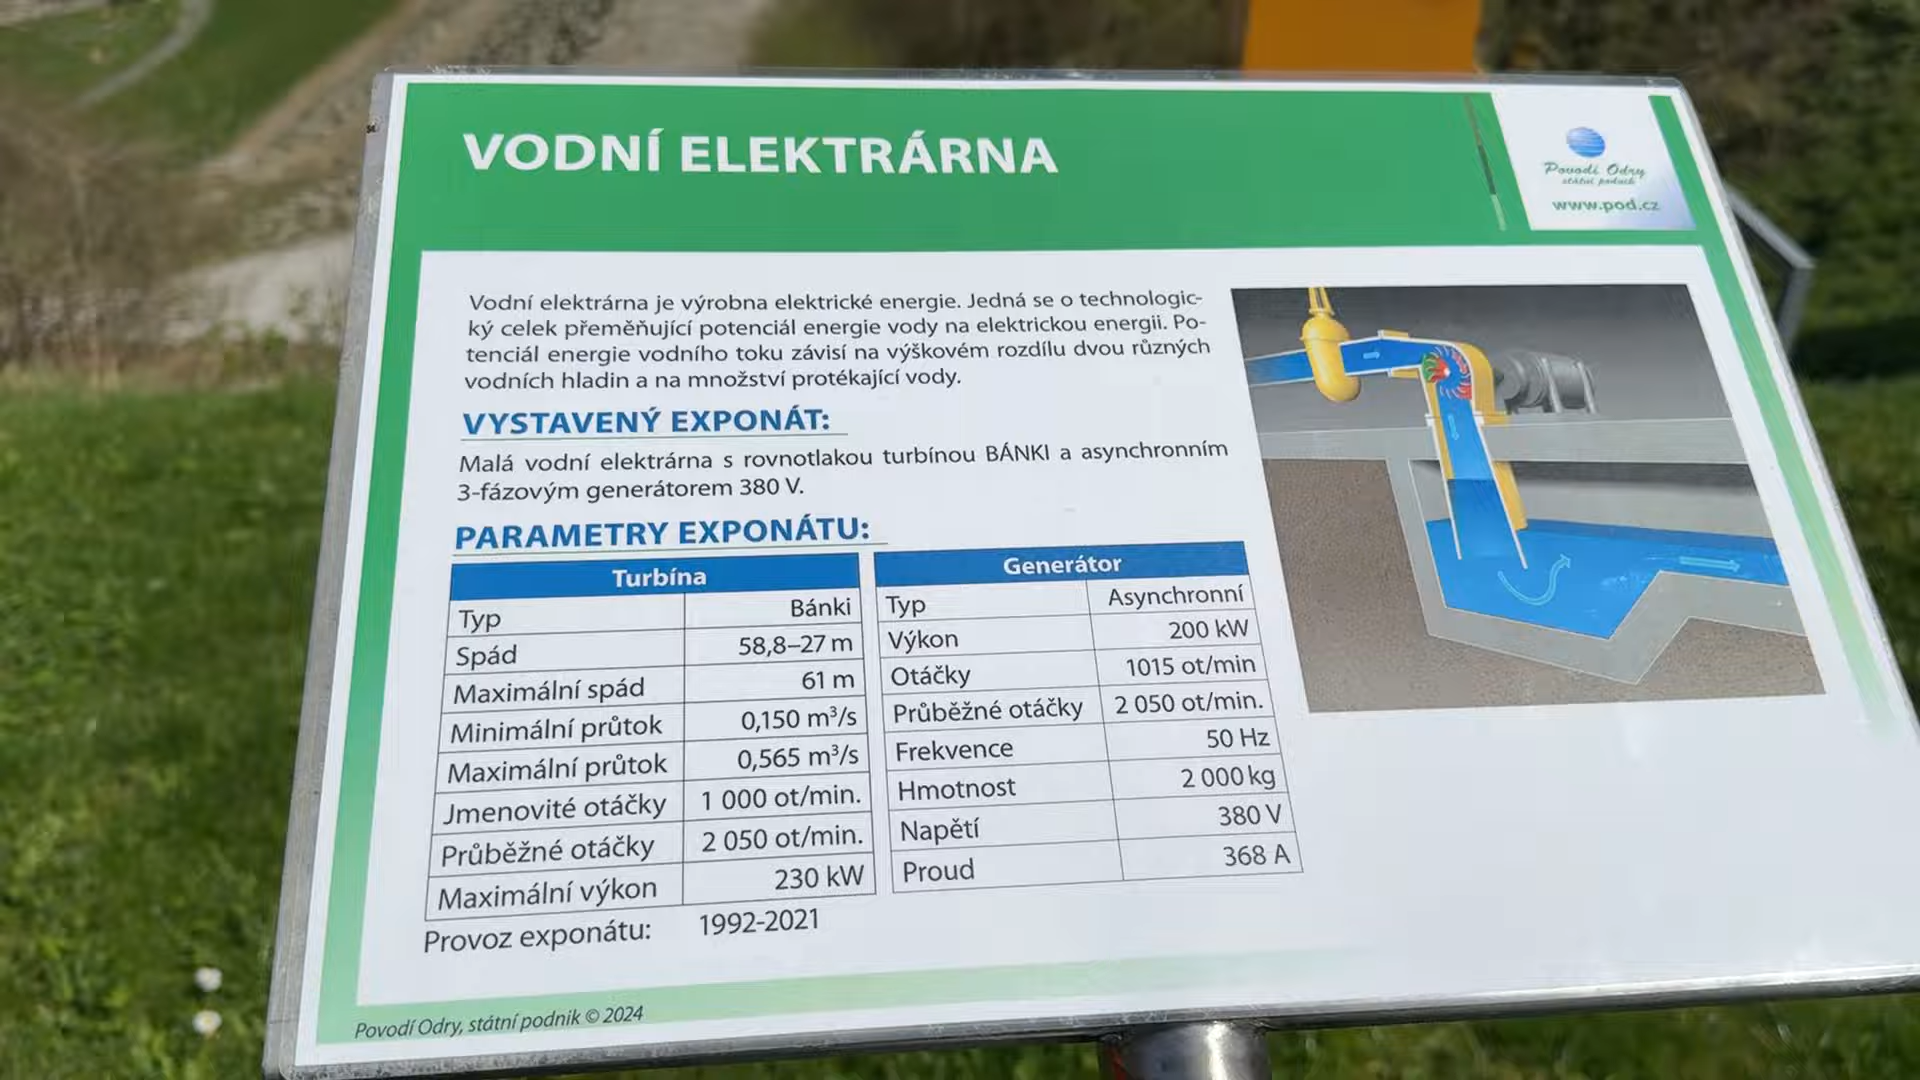 VODNÍ ELEKTRÁRNA
Povodí Odry
státní podnik
www.pod.cz
Vodní elektrárna je výrobna elektrické energie. Jedná se o technologic-
ký celek přeměňující potenciál energie vody na elektrickou energii. Po-
tenciál energie vodního toku závisí na výškovém rozdílu dvou různých
vodních hladin a na množství protékající vody.
VYSTAVENÝ EXPONÁT:
Malá vodní elektrárna s rovnotlakou turbínou BÁNKI a asynchronním
3-fázovým generátorem 380 V.
PARAMETRY EXPONÁTU:
Turbína
Typ Bánki
Spád 58,8–27 m
Maximální spád 61 m
Minimální průtok 0,150 m³/s
Maximální průtok 0,565 m³/s
Jmenovité otáčky 1 000 ot/min.
Průběžné otáčky 2 050 ot/min.
Maximální výkon 230 kW
Generátor
Typ Asynchronní
Výkon 200 kW
Otáčky 1015 ot/min
Průběžné otáčky 2 050 ot/min.
Frekvence 50 Hz
Hmotnost 2 000 kg
Napětí 380 V
Proud 368 A
Provoz exponátu: 1992-2021
Povodí Odry, státní podnik © 2024